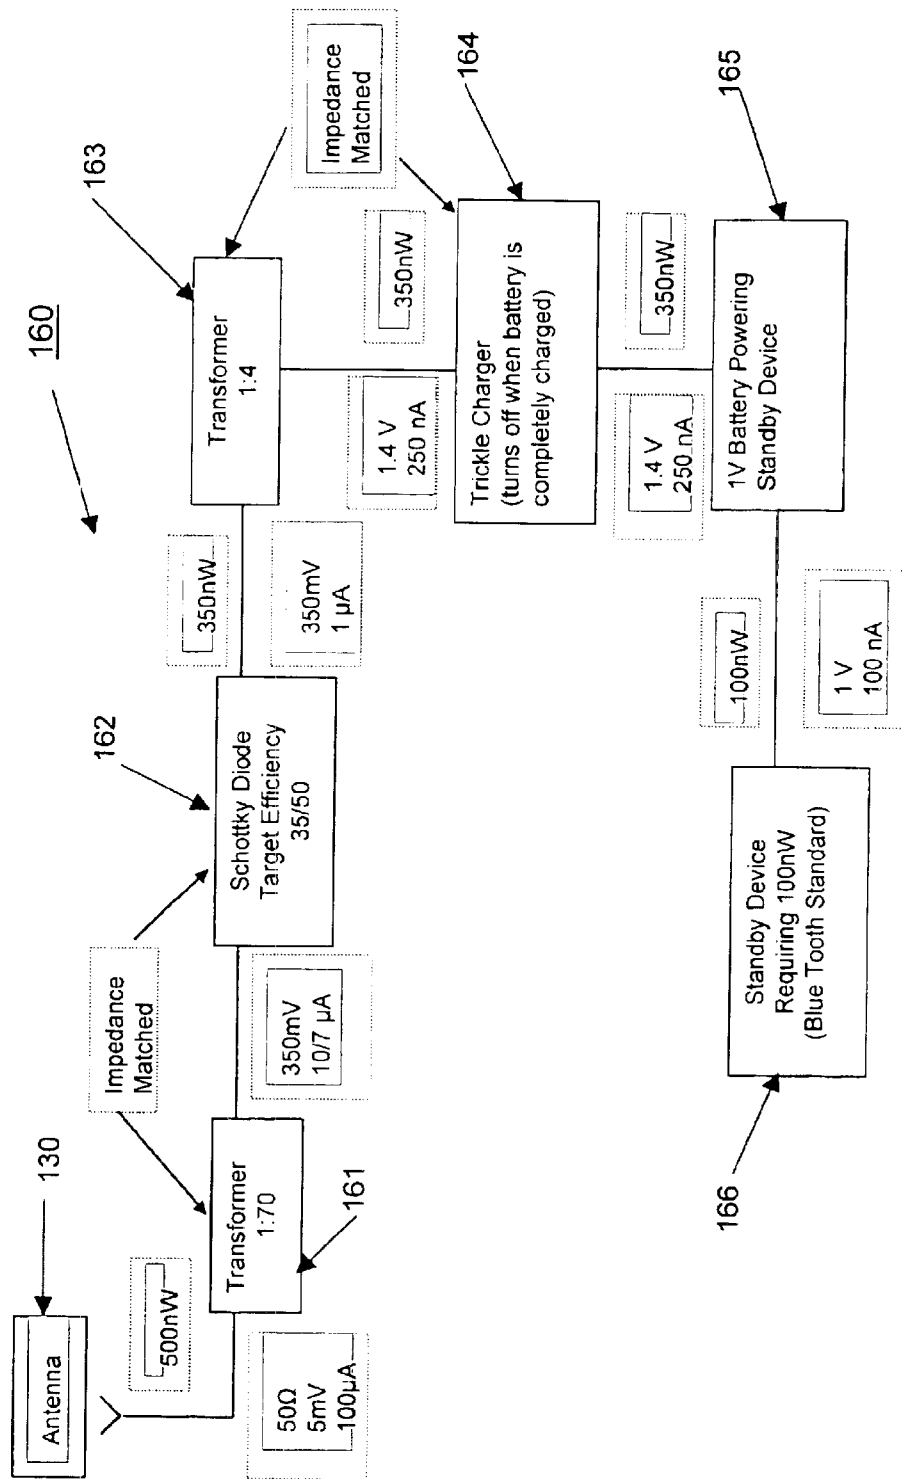 160
Antenna
130
500nW
50Ω
5mV
100µA
Transformer
1:70
161
Impedance
Matched
350mV
10/7 µA
Schottky Diode
Target Efficiency
35/50
162
350nW
350mV
1 µA
Transformer
1:4
163
Impedance
Matched
350nW
1.4 V
250 nA
Trickle Charger
(turns off when battery is
completely charged)
164
350nW
1.4 V
250 nA
1V Battery Powering
Standby Device
165
100nW
1 V
100 nA
Standby Device
Requiring 100nW
(Blue Tooth Standard)
166